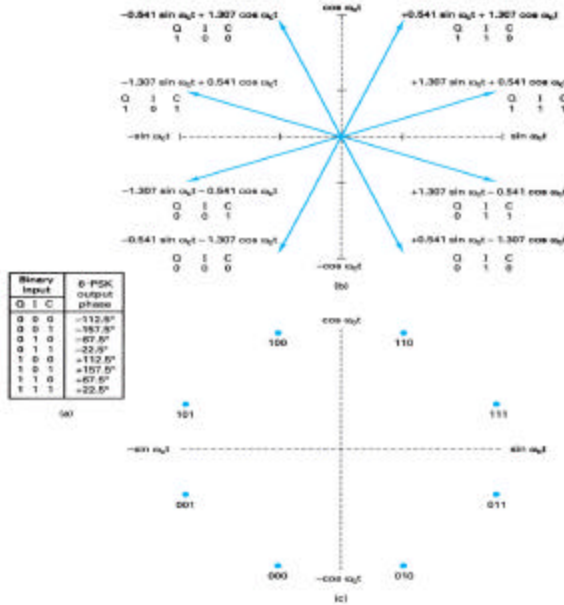 cos ωct
−0.541 sin ωct + 1.307 cos ωct
Q I C
1 0 0
+0.541 sin ωct + 1.307 cos ωct
Q I C
1 1 0
−1.307 sin ωct + 0.541 cos ωct
Q I C
1 0 1
+1.307 sin ωct + 0.541 cos ωct
Q I C
1 1 1
−sin ωct
sin ωct
−1.307 sin ωct − 0.541 cos ωct
Q I C
0 0 1
+1.307 sin ωct − 0.541 cos ωct
Q I C
0 1 1
−0.541 sin ωct − 1.307 cos ωct
Q I C
0 0 0
+0.541 sin ωct − 1.307 cos ωct
Q I C
0 1 0
−cos ωct
(b)
Binary input
Q I C
8-PSK output phase
0 0 0 −112.5°
0 0 1 −157.5°
0 1 0 −67.5°
0 1 1 −22.5°
1 0 0 +112.5°
1 0 1 +157.5°
1 1 0 +67.5°
1 1 1 +22.5°
(a)
cos ωct
100
110
101
111
−sin ωct
sin ωct
001
011
000
010
−cos ωct
(c)